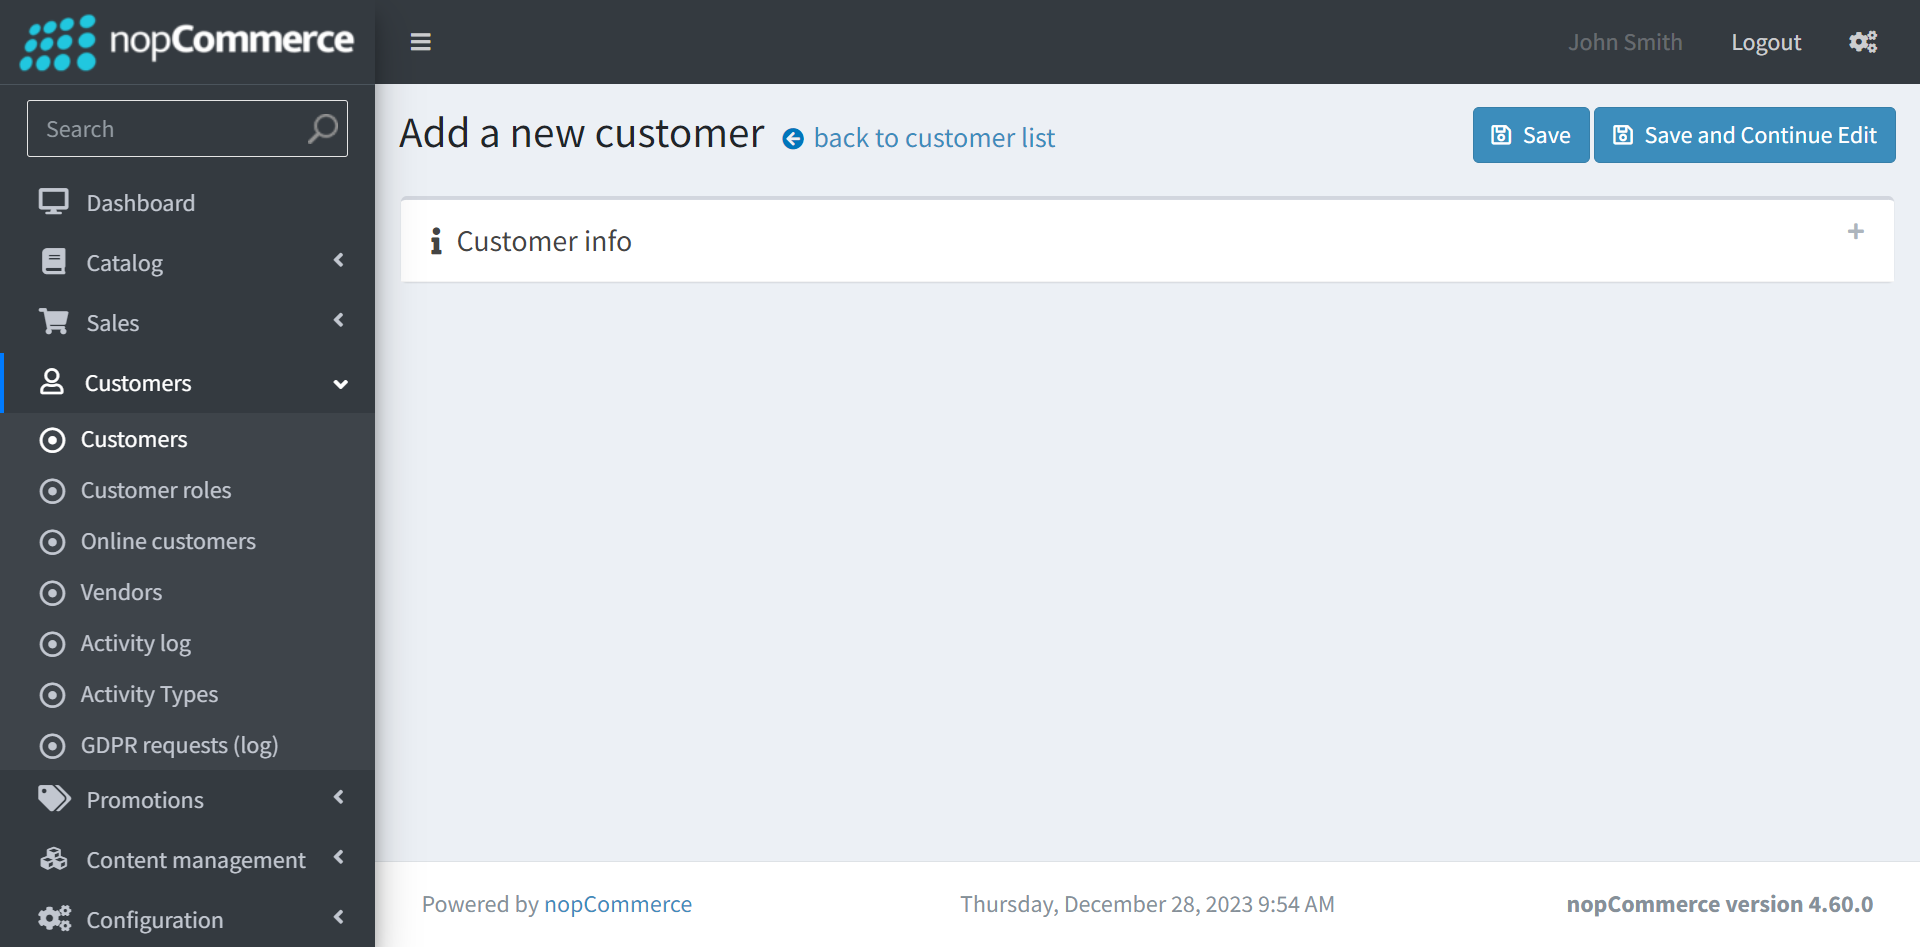 nopCommerce
John Smith
Logout
Search
Dashboard
Catalog
Sales
Customers
Customers
Customer roles
Online customers
Vendors
Activity log
Activity Types
GDPR requests (log)
Promotions
Content management
Configuration
Add a new customer back to customer list
Save
Save and Continue Edit
Customer info
Powered by nopCommerce
Thursday, December 28, 2023 9:54 AM
nopCommerce version 4.60.0